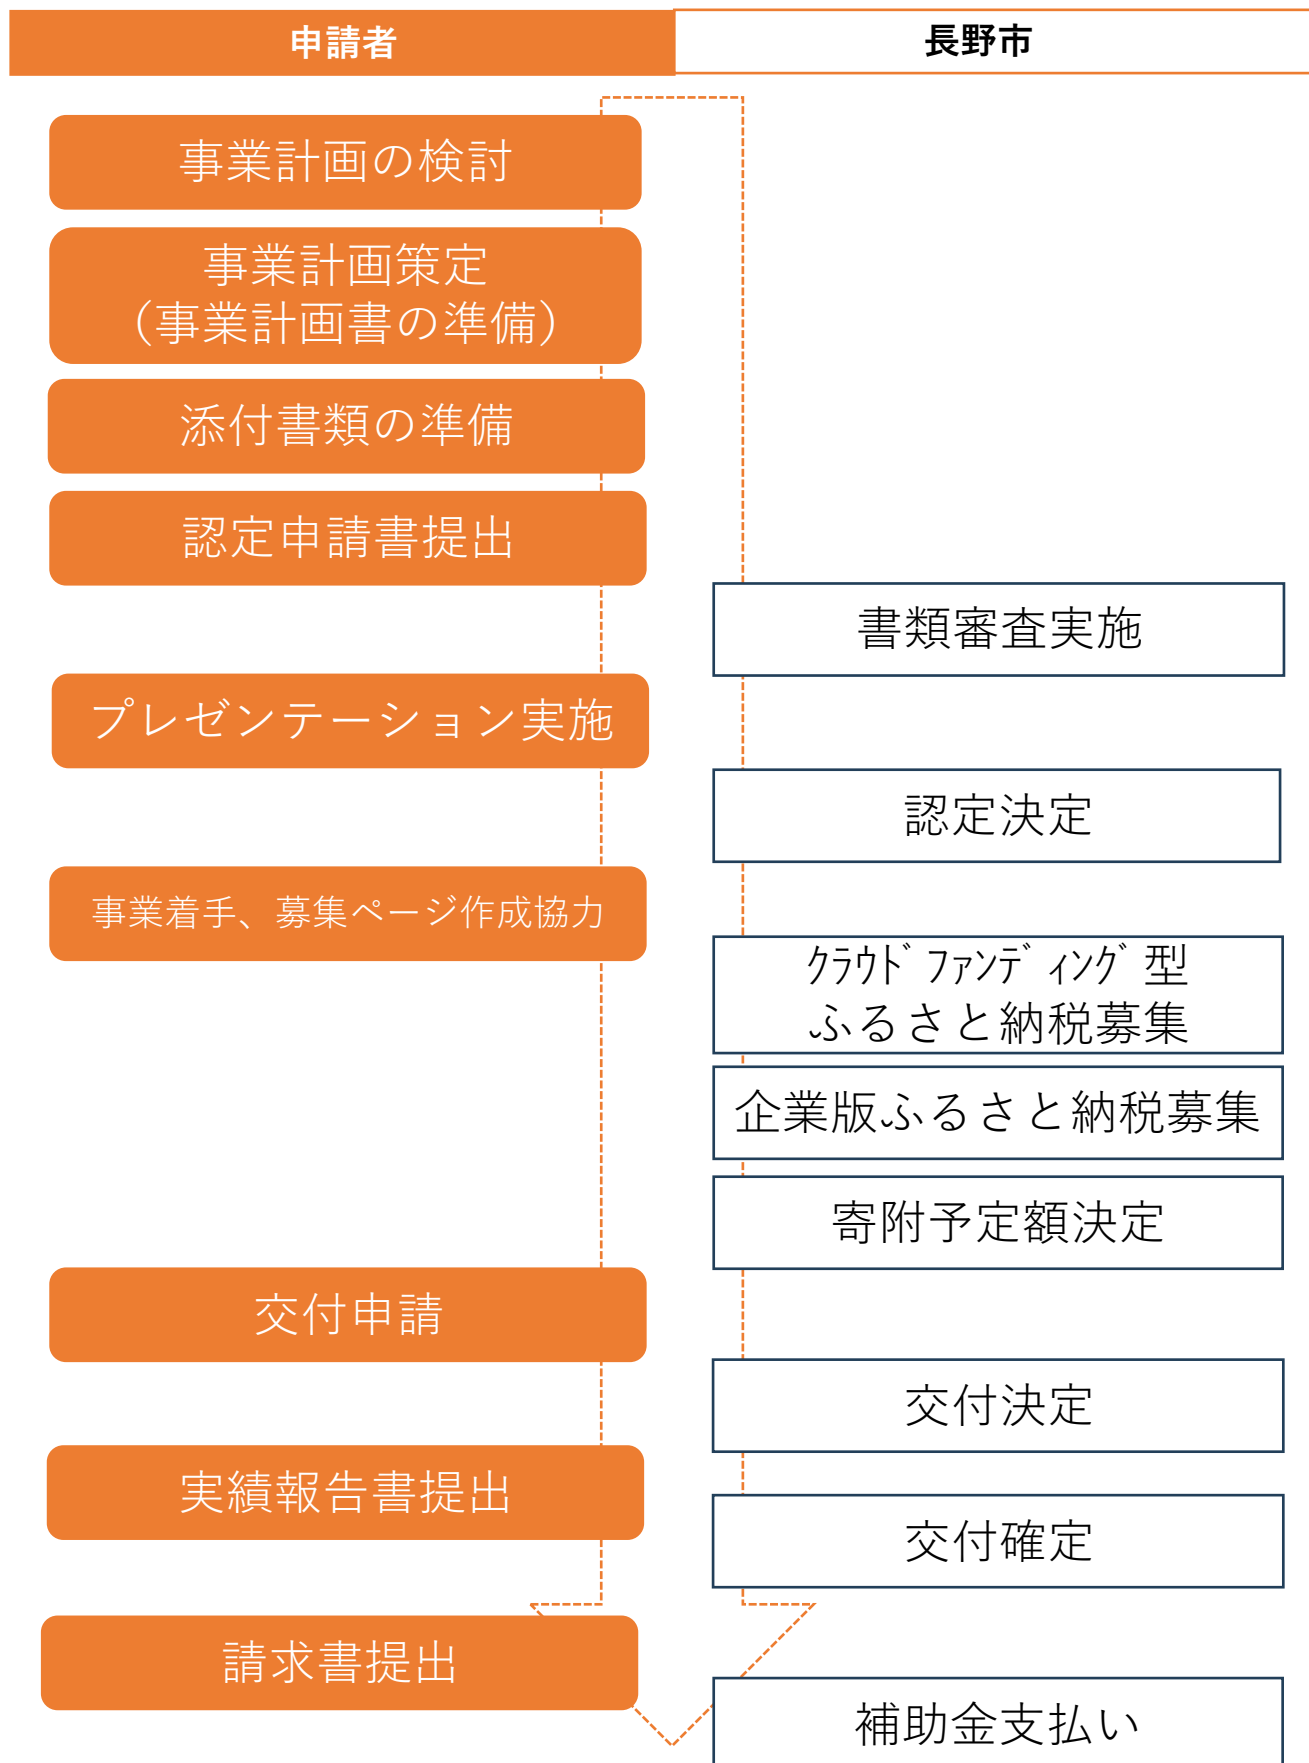 申請者
長野市
事業計画の検討
事業計画策定
（事業計画書の準備）
添付書類の準備
認定申請書提出
書類審査実施
プレゼンテーション実施
認定決定
事業着手、募集ページ作成協力
ｸﾗｳﾄﾞﾌｧﾝﾃﾞｨﾝｸﾞ型
ふるさと納税募集
企業版ふるさと納税募集
寄附予定額決定
交付申請
交付決定
実績報告書提出
交付確定
請求書提出
補助金支払い